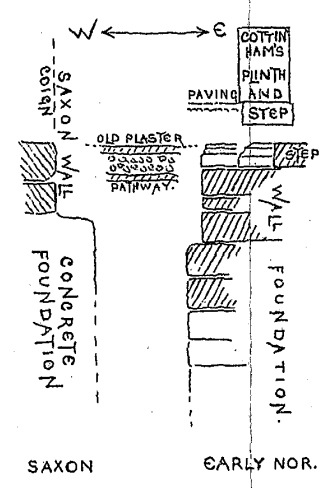 W E
COTTIN
HAM'S
PLINTH
AND
STEP
PAVING
SAXON
COIGN
WALL
OLD PLASTER
PATHWAY.
STEP
WALL
CONCRETE
FOUNDATION
FOUNDATION.
SAXON
EARLY NOR.